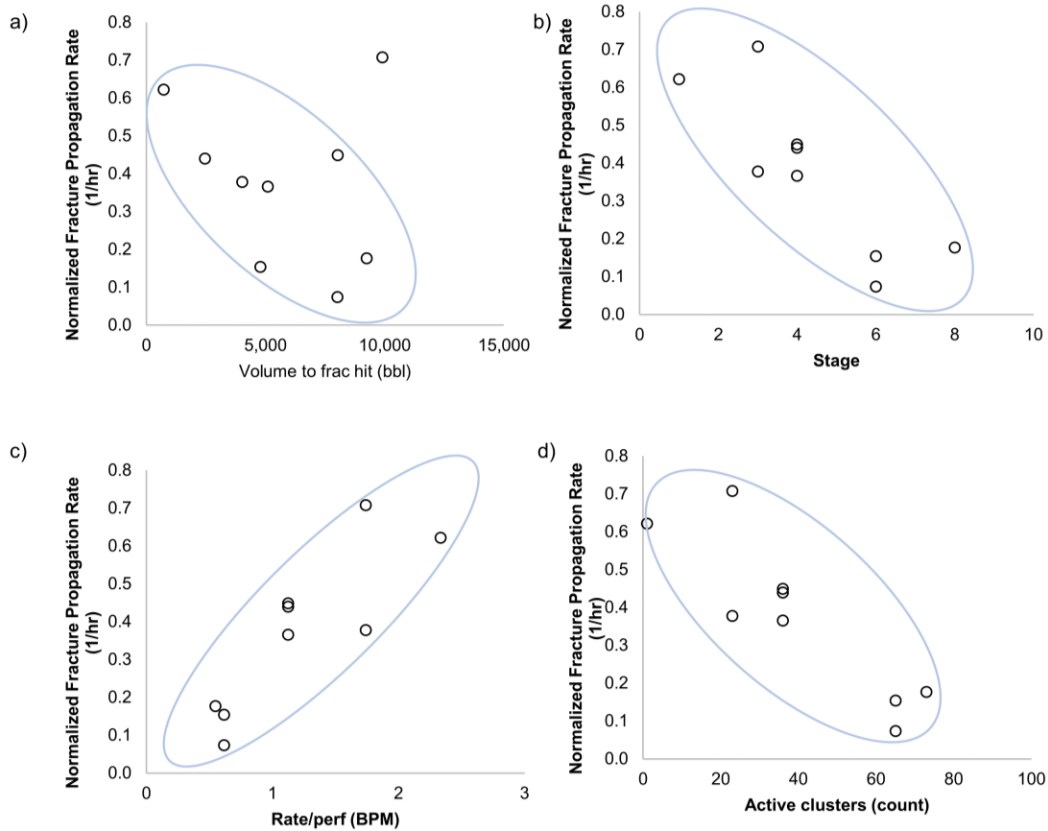 a)
Normalized Fracture Propagation Rate
(1/hr)
0.8
0.7
0.6
0.5
0.4
0.3
0.2
0.1
0.0
0 5,000 10,000 15,000
Volume to frac hit (bbl)
b)
Normalized Fracture Propagation Rate
(1/hr)
0.8
0.7
0.6
0.5
0.4
0.3
0.2
0.1
0.0
0 2 4 6 8 10
Stage
c)
Normalized Fracture Propagation Rate
(1/hr)
0.8
0.7
0.6
0.5
0.4
0.3
0.2
0.1
0.0
0 1 2 3
Rate/perf (BPM)
d)
Normalized Fracture Propagation Rate
(1/hr)
0.8
0.7
0.6
0.5
0.4
0.3
0.2
0.1
0.0
0 20 40 60 80 100
Active clusters (count)